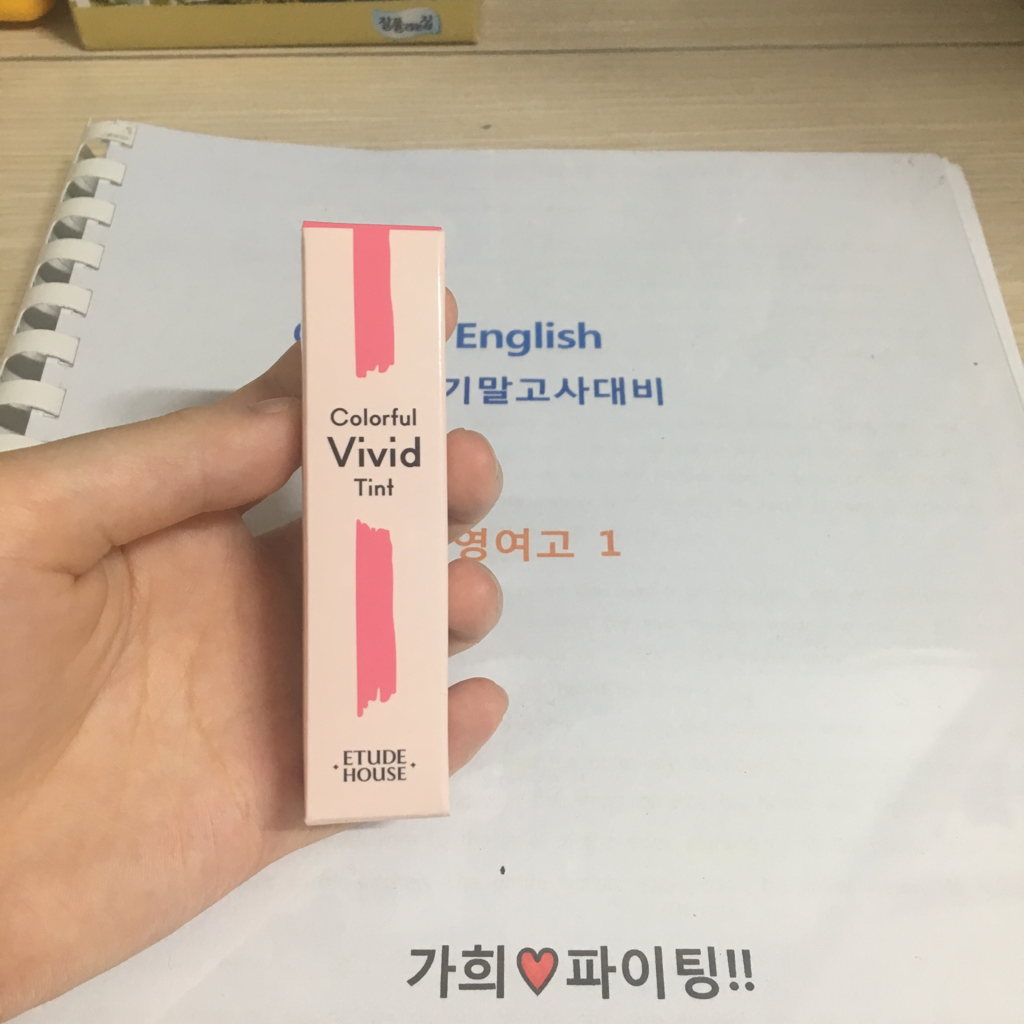 Colorful
Vivid
Tint
ETUDE
HOUSE
English
기말고사대비
영여고 1
가희♥파이팅!!